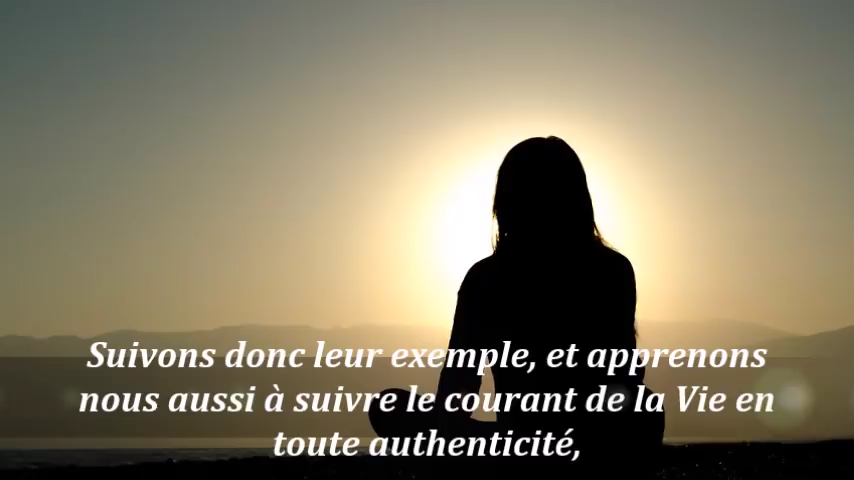 Suivons donc leur exemple, et apprenons
nous aussi à suivre le courant de la Vie en
toute authenticité,